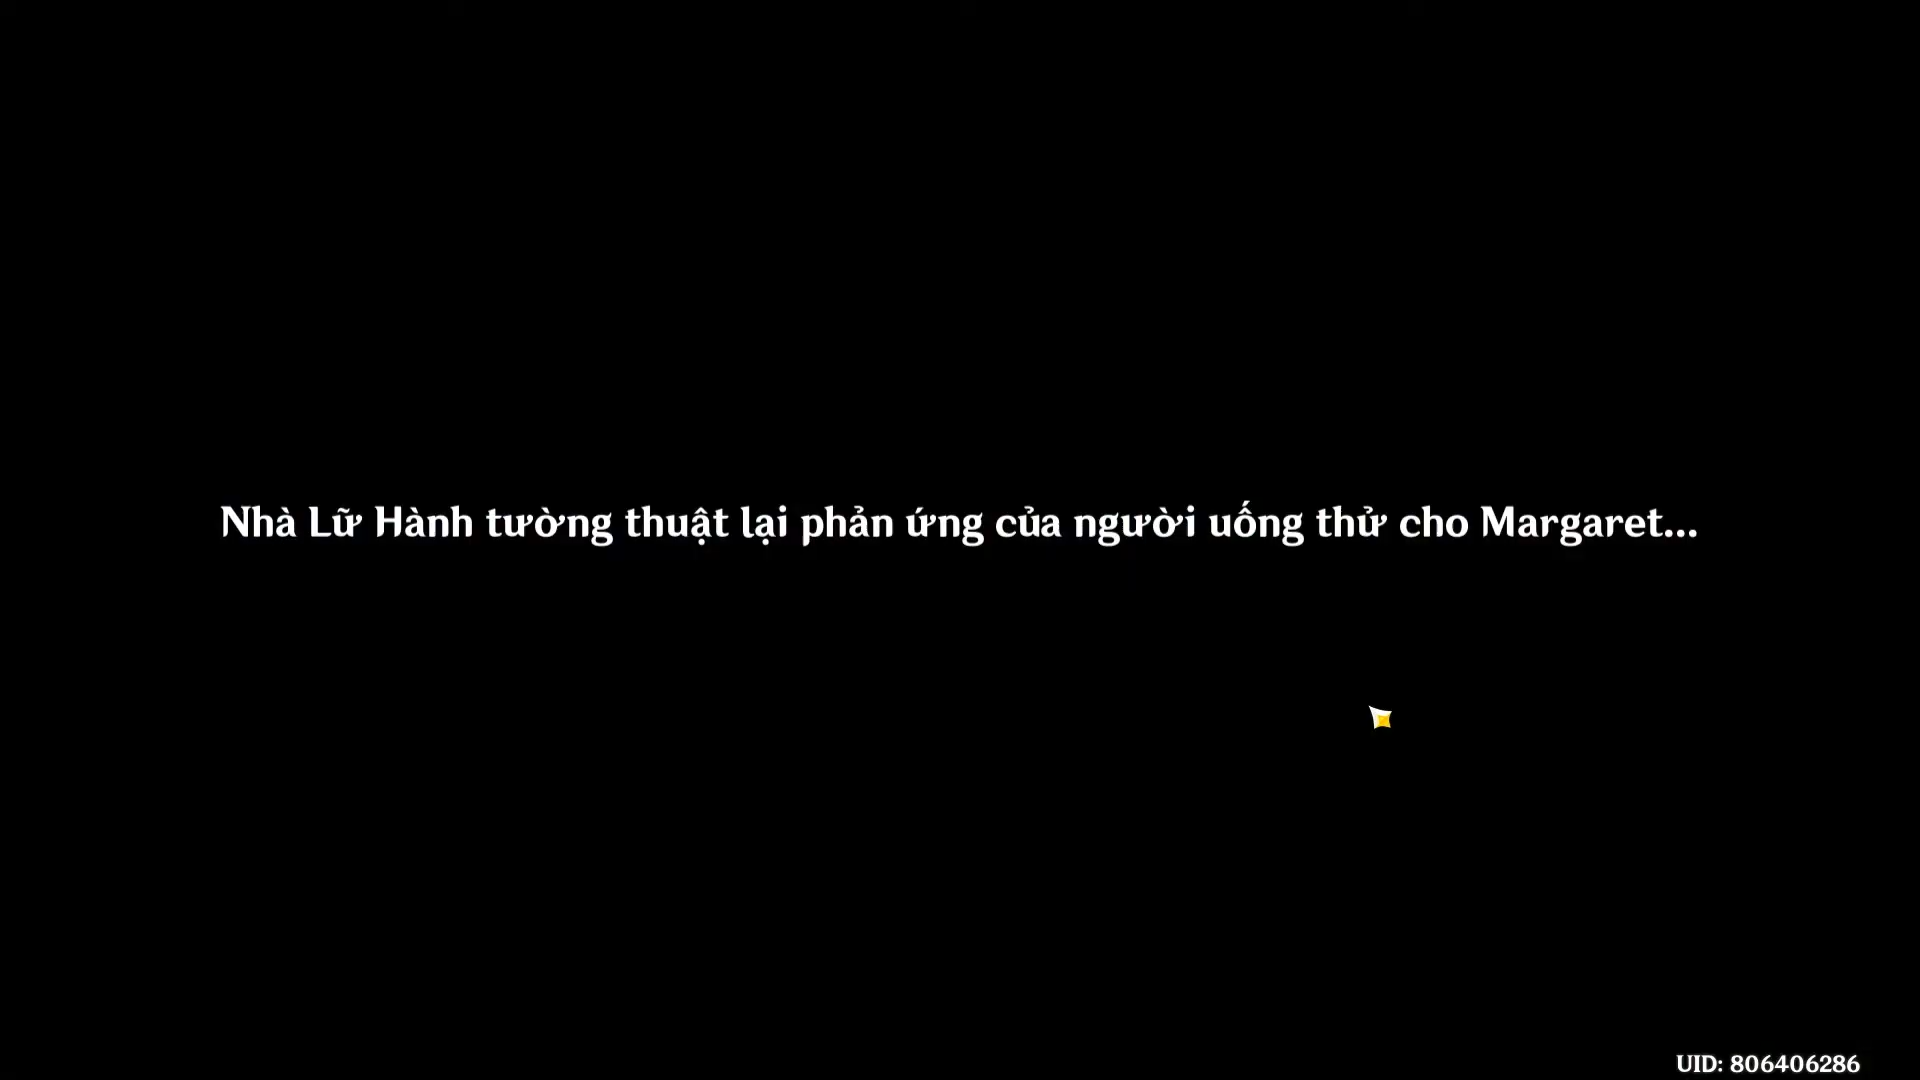 Nhà Lữ Hành tường thuật lại phản ứng của người uống thử cho Margaret...
UID: 806406286